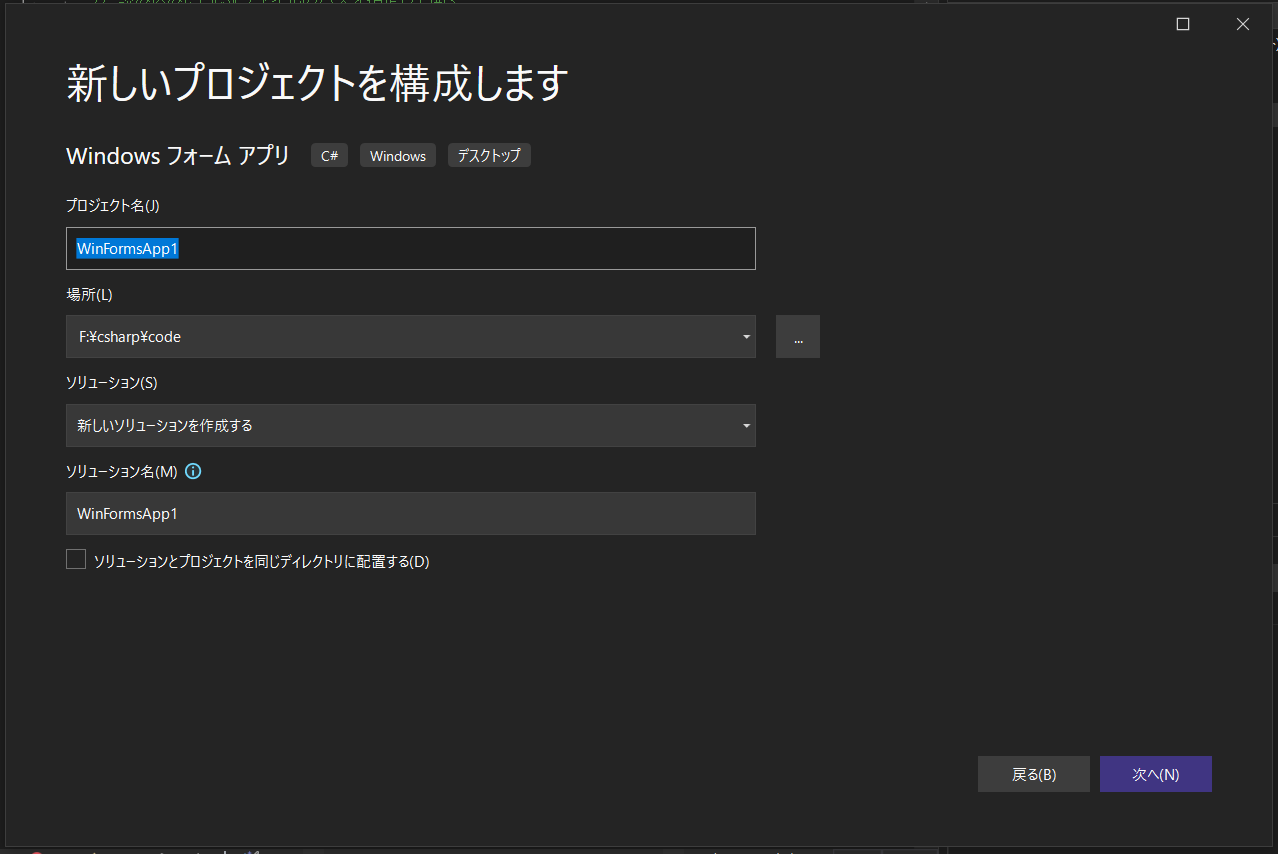 新しいプロジェクトを構成します
Windows フォーム アプリ C# Windows デスクトップ
プロジェクト名(J)
WinFormsApp1
場所(L)
F:¥csharp¥code
...
ソリューション(S)
新しいソリューションを作成する
ソリューション名(M)
WinFormsApp1
ソリューションとプロジェクトを同じディレクトリに配置する(D)
戻る(B) 次へ(N)